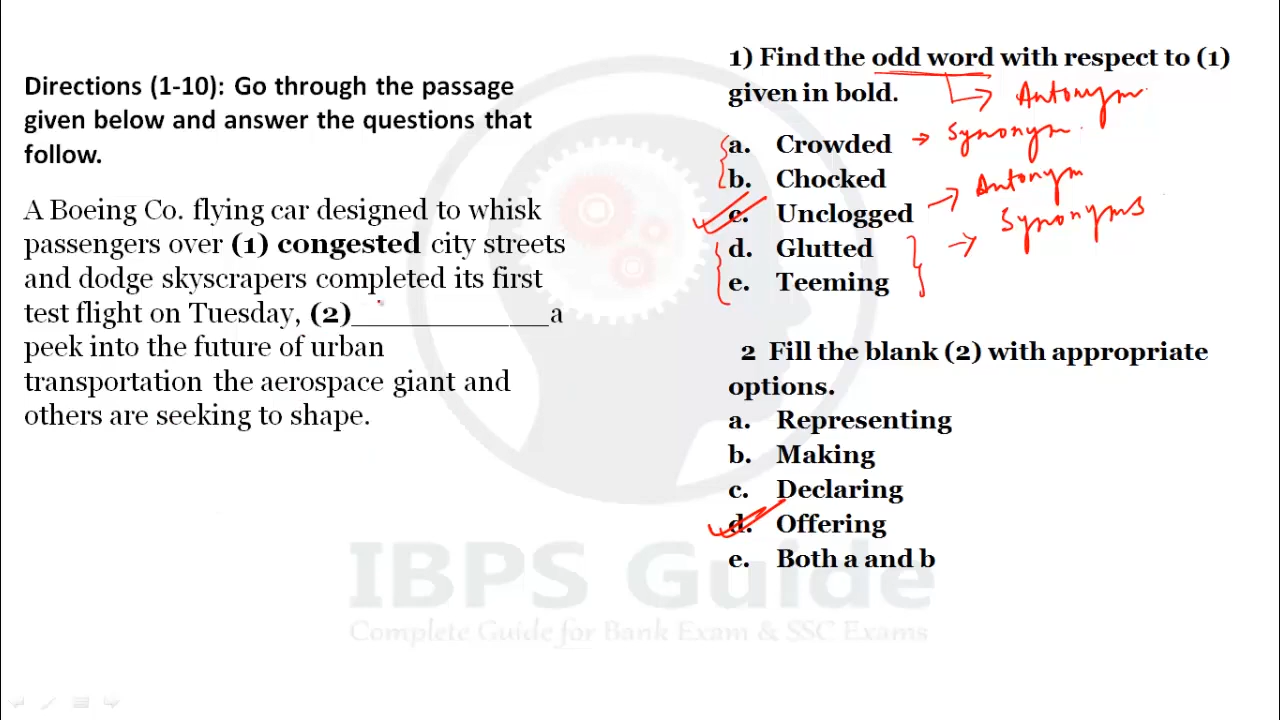 Directions (1-10): Go through the passage
given below and answer the questions that
follow.
A Boeing Co. flying car designed to whisk
passengers over (1) congested city streets
and dodge skyscrapers completed its first
test flight on Tuesday, (2)______________a
peek into the future of urban
transportation the aerospace giant and
others are seeking to shape.
1) Find the odd word with respect to (1)
given in bold.
Antonym
a. Crowded
Synonym
b. Chocked
Antonym
c. Unclogged
Synonyms
d. Glutted
e. Teeming
2 Fill the blank (2) with appropriate
options.
a. Representing
b. Making
c. Declaring
d. Offering
e. Both a and b
IBPS Guide
Complete Guide for Bank Exam & SSC Exams